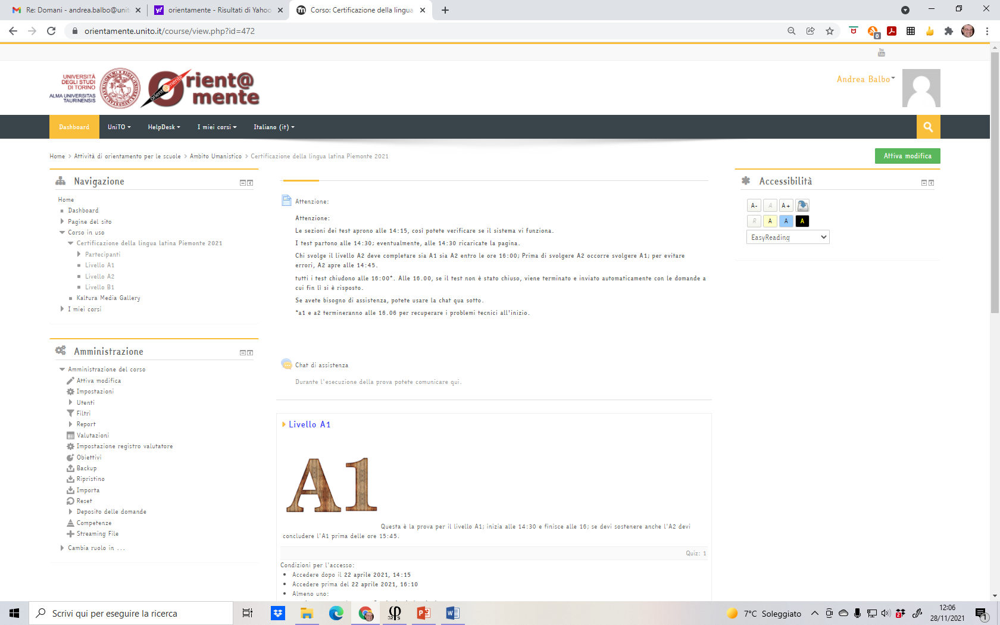 Re: Domani - andrea.balbo@unit
orientamente - Risultati di Yahoo
Corso: Certificazione della lingua
orientamente.unito.it/course/view.php?id=472
0
You
Tube
UNIVERSITÀ
DEGLI STUDI
DI TORINO
ALMA UNIVERSITAS
TAURINENSIS
Orient@
mente
orientamente
Andrea Balbo
Dashboard
UniTO
HelpDesk
I miei corsi
Italiano (it)
Home > Attività di orientamento per le scuole > Ambito Umanistico > Certificazione della lingua latina Piemonte 2021
Attiva modifica
Navigazione
Home
Dashboard
Pagine del sito
Corso in uso
Certificazione della lingua latina Piemonte 2021
Partecipanti
Livello A1
Livello A2
Livello B1
Kaltura Media Gallery
I miei corsi
Amministrazione
Amministrazione del corso
Attiva modifica
Impostazioni
Utenti
Filtri
Report
Valutazioni
Impostazione registro valutatore
Obiettivi
Backup
Ripristino
Importa
Reset
Deposito delle domande
Competenze
Streaming File
Cambia ruolo in ...
Attenzione:
Attenzione:
Le sezioni dei test aprono alle 14:15, così potete verificare se il sistema vi funziona.
I test partono alle 14:30; eventualmente, alle 14:30 ricaricate la pagina.
Chi svolge il livello A2 deve completare sia A1 sia A2 entro le ore 16:00; Prima di svolgere A2 occorre svolgere A1; per evitare
errori, A2 apre alle 14:45.
tutti i test chiudono alle 16:00*. Alle 16.00, se il test non è stato chiuso, viene terminato e inviato automaticamente con le domande a
cui fin lì si è risposto.
Se avete bisogno di assistenza, potete usare la chat qua sotto.
*a1 e a2 termineranno alle 16.06 per recuperare i problemi tecnici all'inizio.
Chat di assistenza
Durante l'esecuzione della prova potete comunicare qui.
Livello A1
A1
Questa è la prova per il livello A1; inizia alle 14:30 e finisce alle 16; se devi sostenere anche l'A2 devi
concludere l'A1 prima delle ore 15:45.
Quiz: 1
Condizioni per l'accesso:
Accedere dopo il 22 aprile 2021, 14:15
Accedere prima del 22 aprile 2021, 16:10
Almeno uno:
Accessibilità
A- A A+
R A A A
EasyReading
Scrivi qui per eseguire la ricerca
7°C Soleggiato
12:06
28/11/2021
2
1